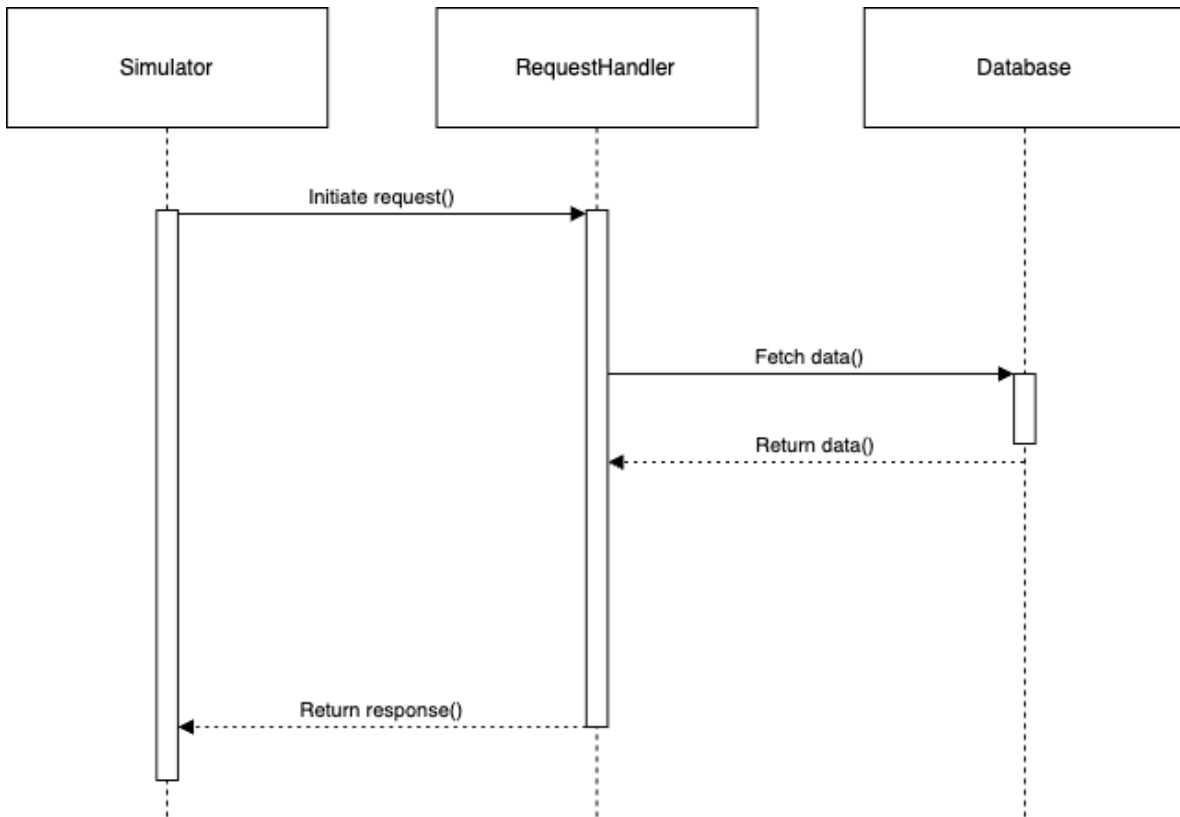 Simulator
RequestHandler
Database
Initiate request()
Fetch data()
Return data()
Return response()